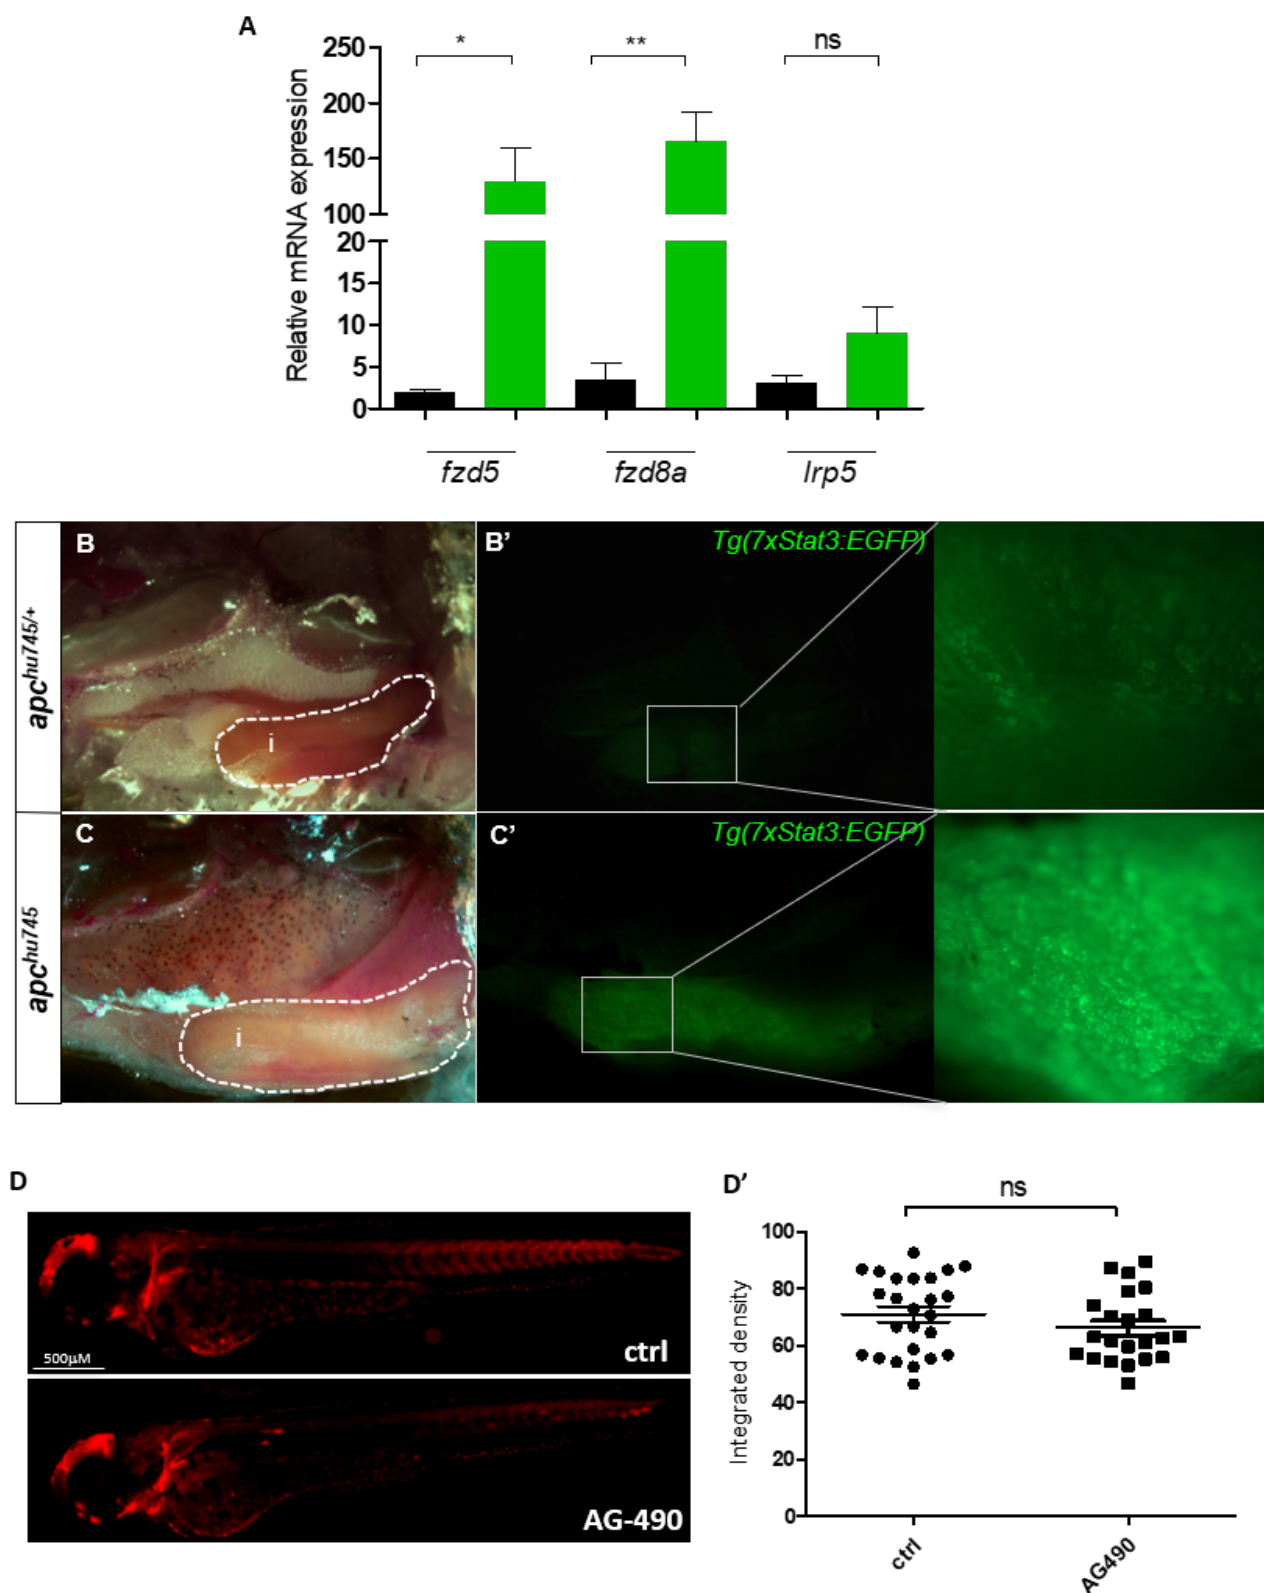 A
* ** ns
Relative mRNA expression
250
200
150
100
20
15
10
5
0
fzd5 fzd8a lrp5
apchu745/+
B
i
B' Tg(7xStat3:EGFP)
apchu745
C
i
C' Tg(7xStat3:EGFP)
D
500µM
ctrl
AG-490
D'
ns
Integrated density
100
80
60
40
20
0
ctrl AG490